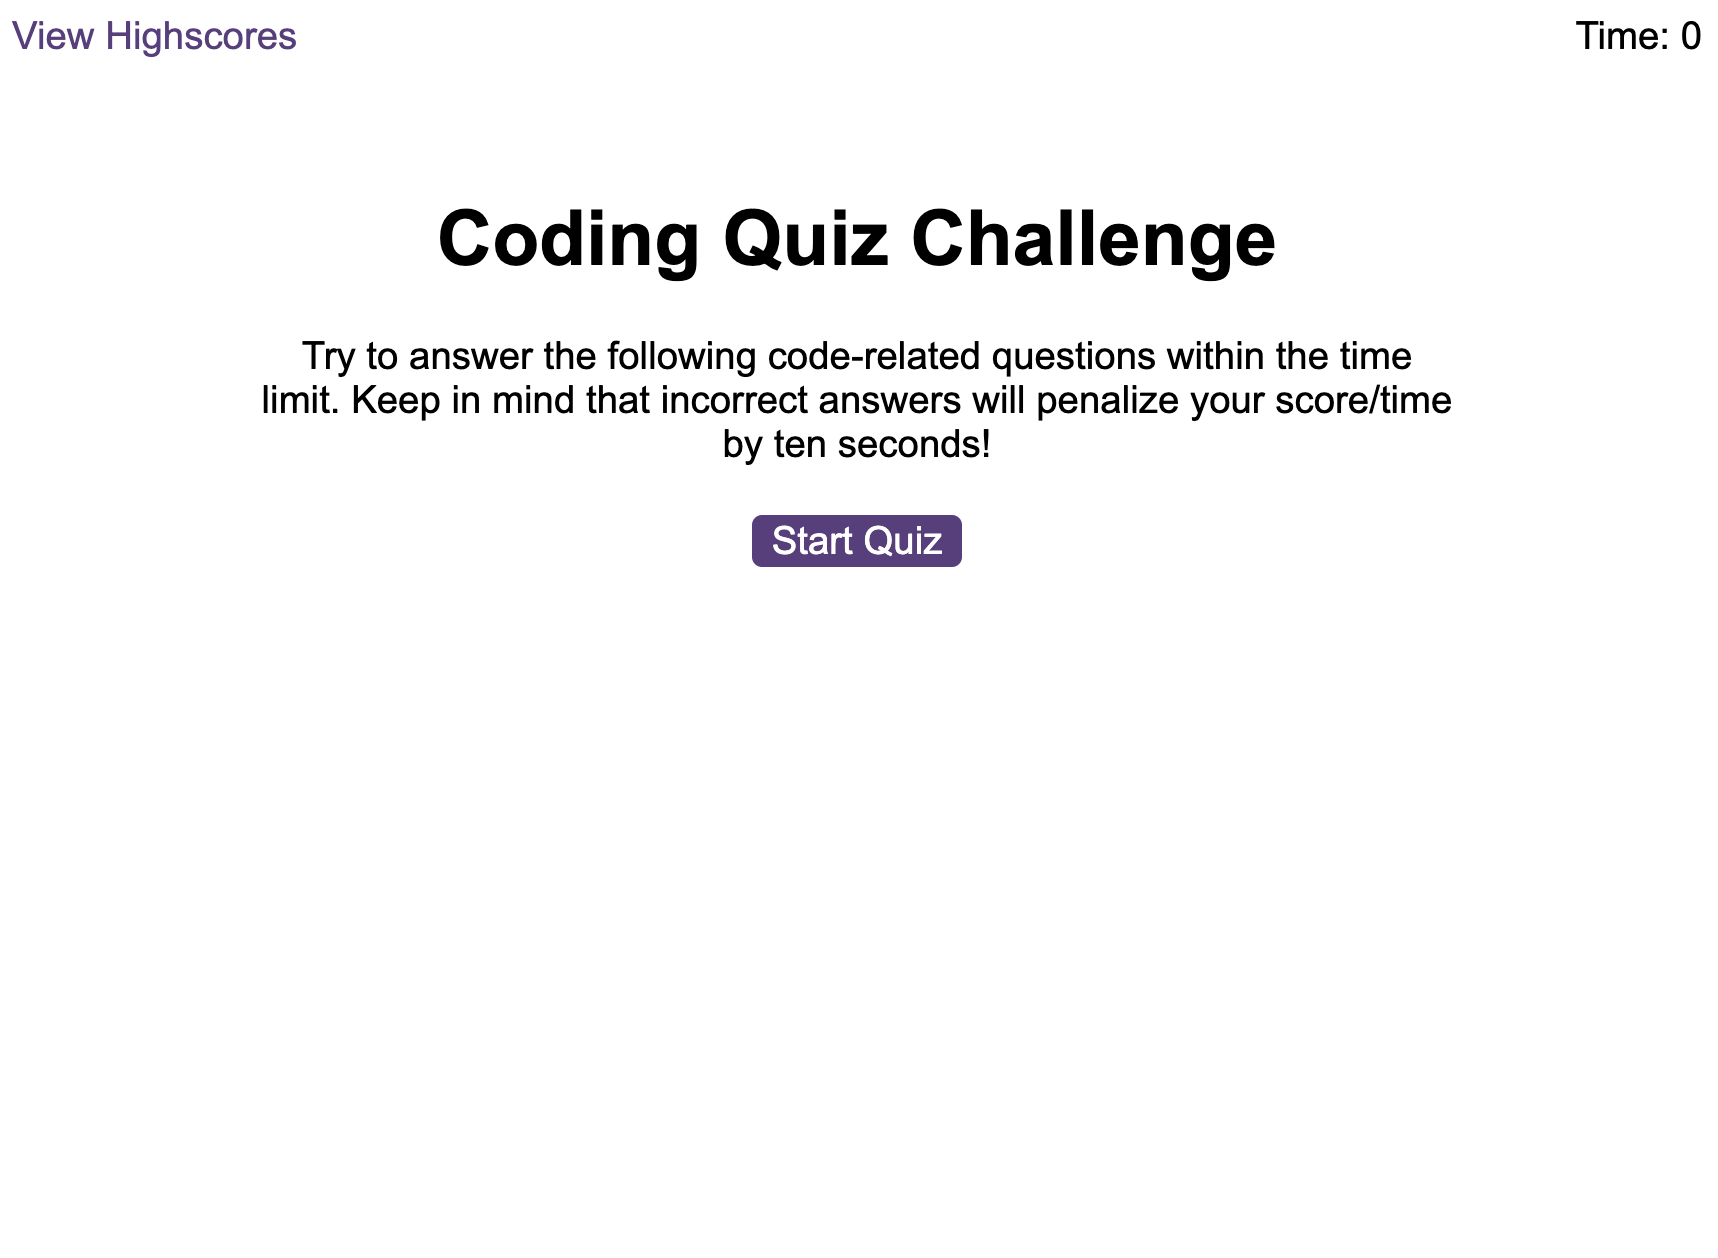 View Highscores
Time: 0
Coding Quiz Challenge
Try to answer the following code-related questions within the time
limit. Keep in mind that incorrect answers will penalize your score/time
by ten seconds!
Start Quiz